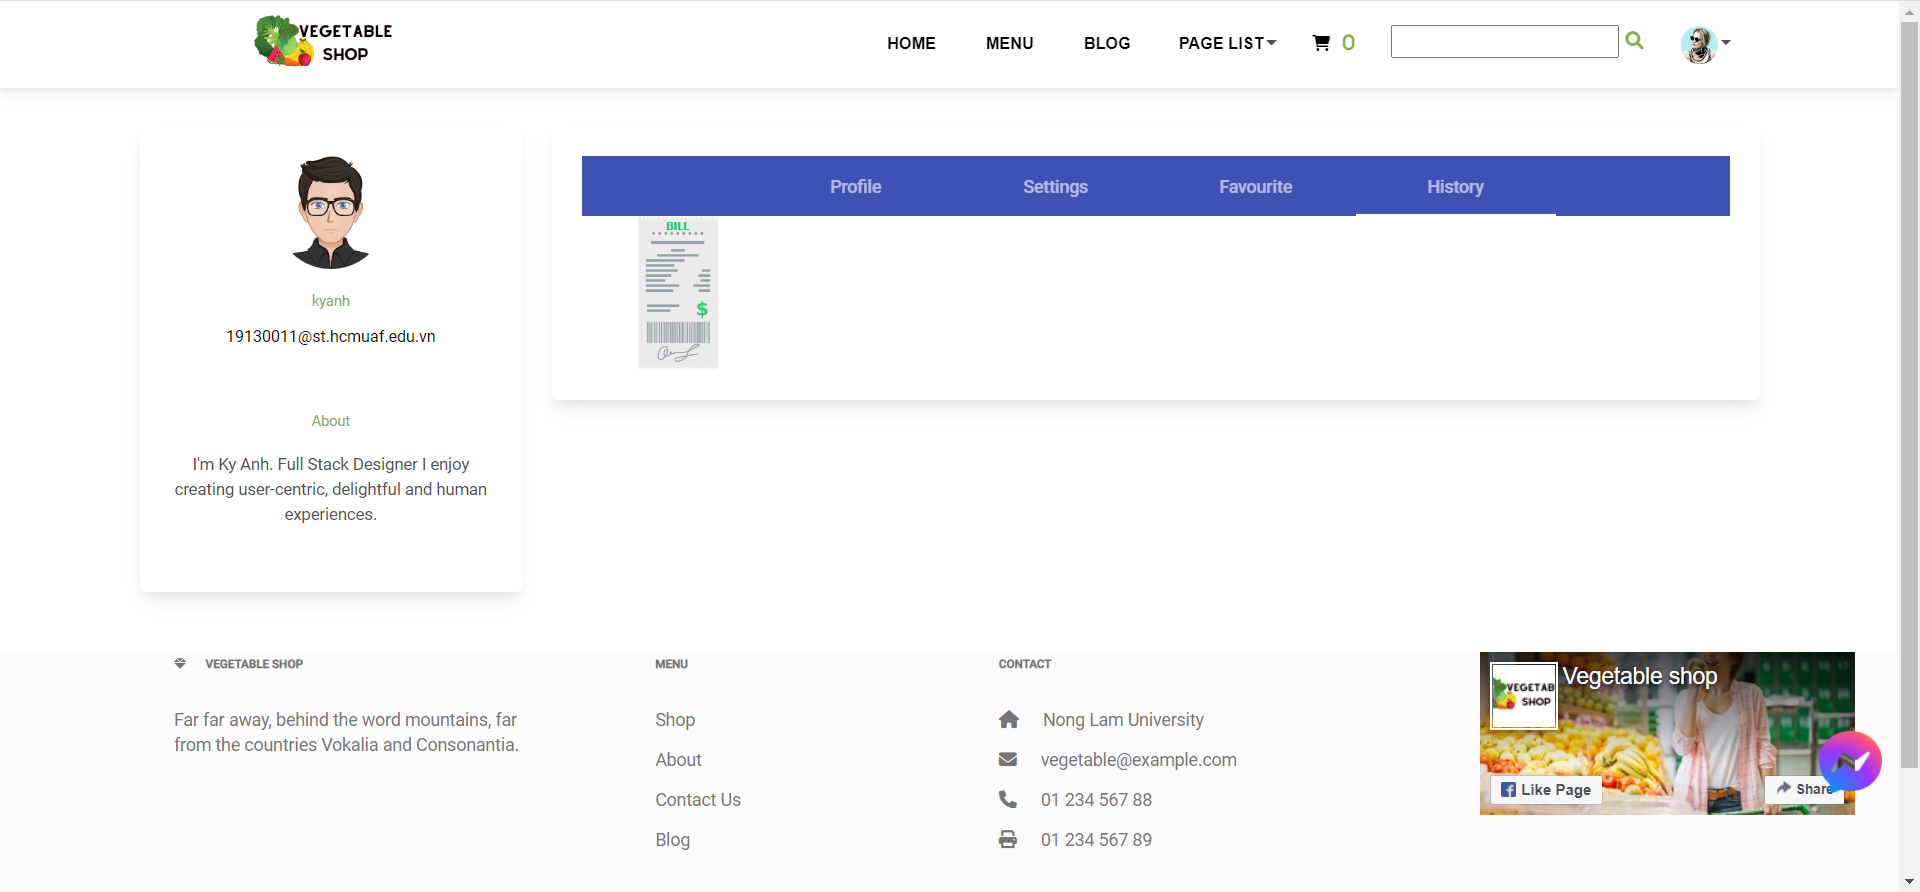 VEGETABLE
SHOP
HOME
MENU
BLOG
PAGE LIST
0
Profile
Settings
Favourite
History
BILL
$
kyanh
19130011@st.hcmuaf.edu.vn
About
I'm Ky Anh. Full Stack Designer I enjoy
creating user-centric, delightful and human
experiences.
VEGETABLE SHOP
Far far away, behind the word mountains, far
from the countries Vokalia and Consonantia.
MENU
Shop
About
Contact Us
Blog
CONTACT
Nong Lam University
vegetable@example.com
01 234 567 88
01 234 567 89
VEGETAB
SHOP
Vegetable shop
Like Page
Share